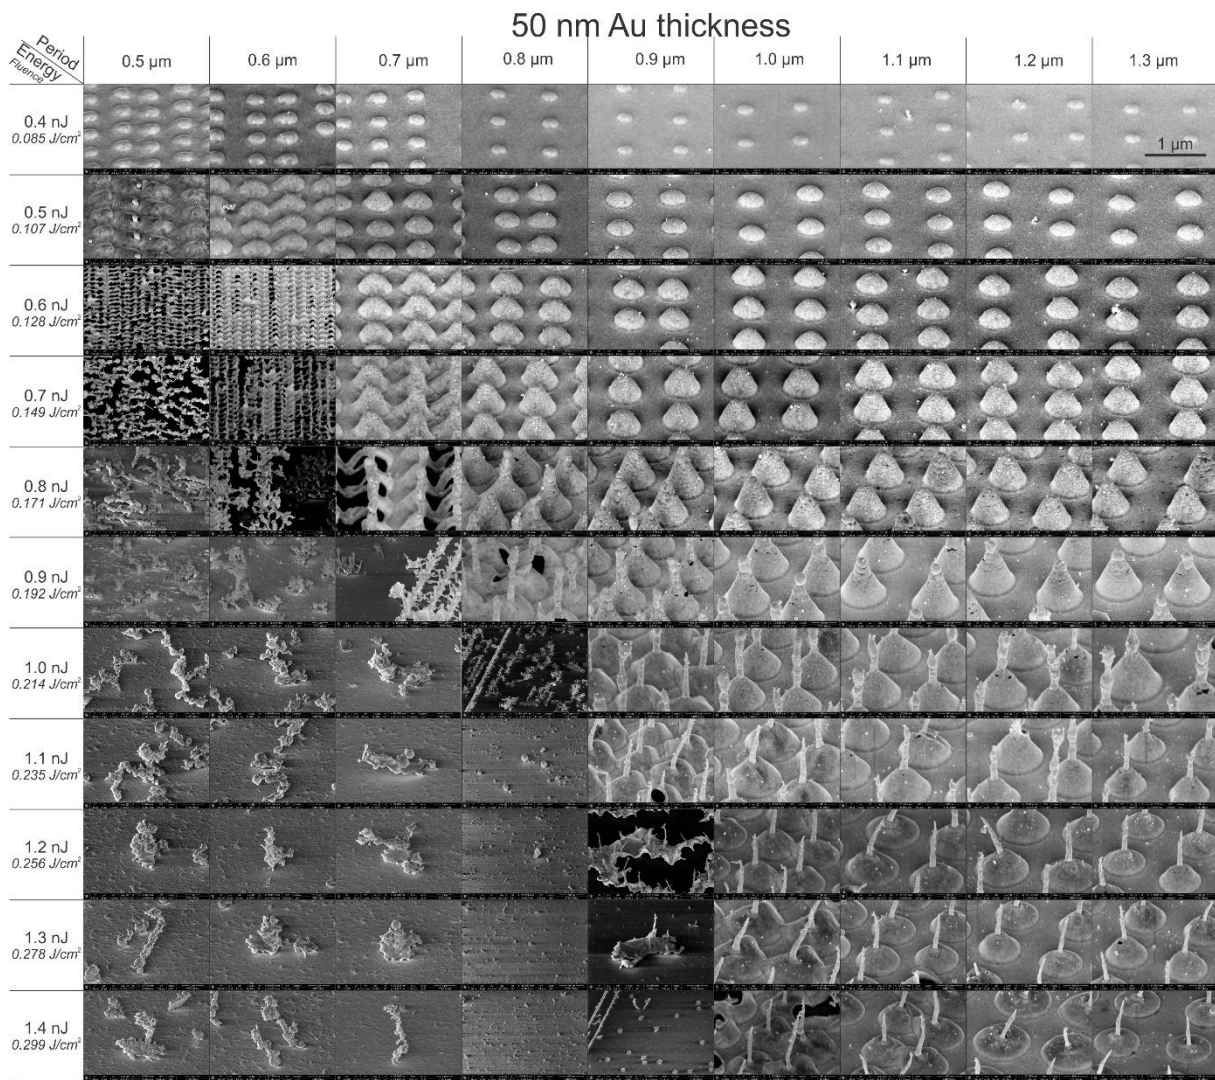 50 nm Au thickness
Period
Energy
Fluence
0.5 µm
0.6 µm
0.7 µm
0.8 µm
0.9 µm
1.0 µm
1.1 µm
1.2 µm
1.3 µm
0.4 nJ
0.085 J/cm²
1 µm
0.5 nJ
0.107 J/cm²
0.6 nJ
0.128 J/cm²
0.7 nJ
0.149 J/cm²
0.8 nJ
0.171 J/cm²
0.9 nJ
0.192 J/cm²
1.0 nJ
0.214 J/cm²
1.1 nJ
0.235 J/cm²
1.2 nJ
0.256 J/cm²
1.3 nJ
0.278 J/cm²
1.4 nJ
0.299 J/cm²